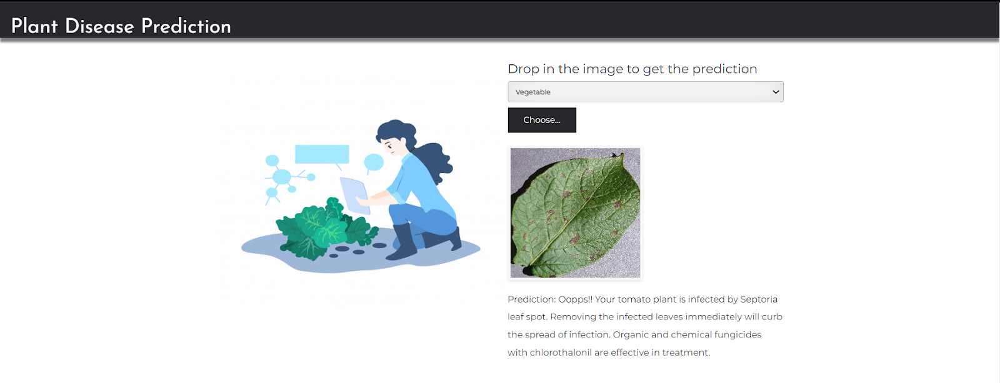 Plant Disease Prediction
Drop in the image to get the prediction
Vegetable
Choose...
Prediction: Oopps!! Your tomato plant is infected by Septoria
leaf spot. Removing the infected leaves immediately will curb
the spread of infection. Organic and chemical fungicides
with chlorothalonil are effective in treatment.